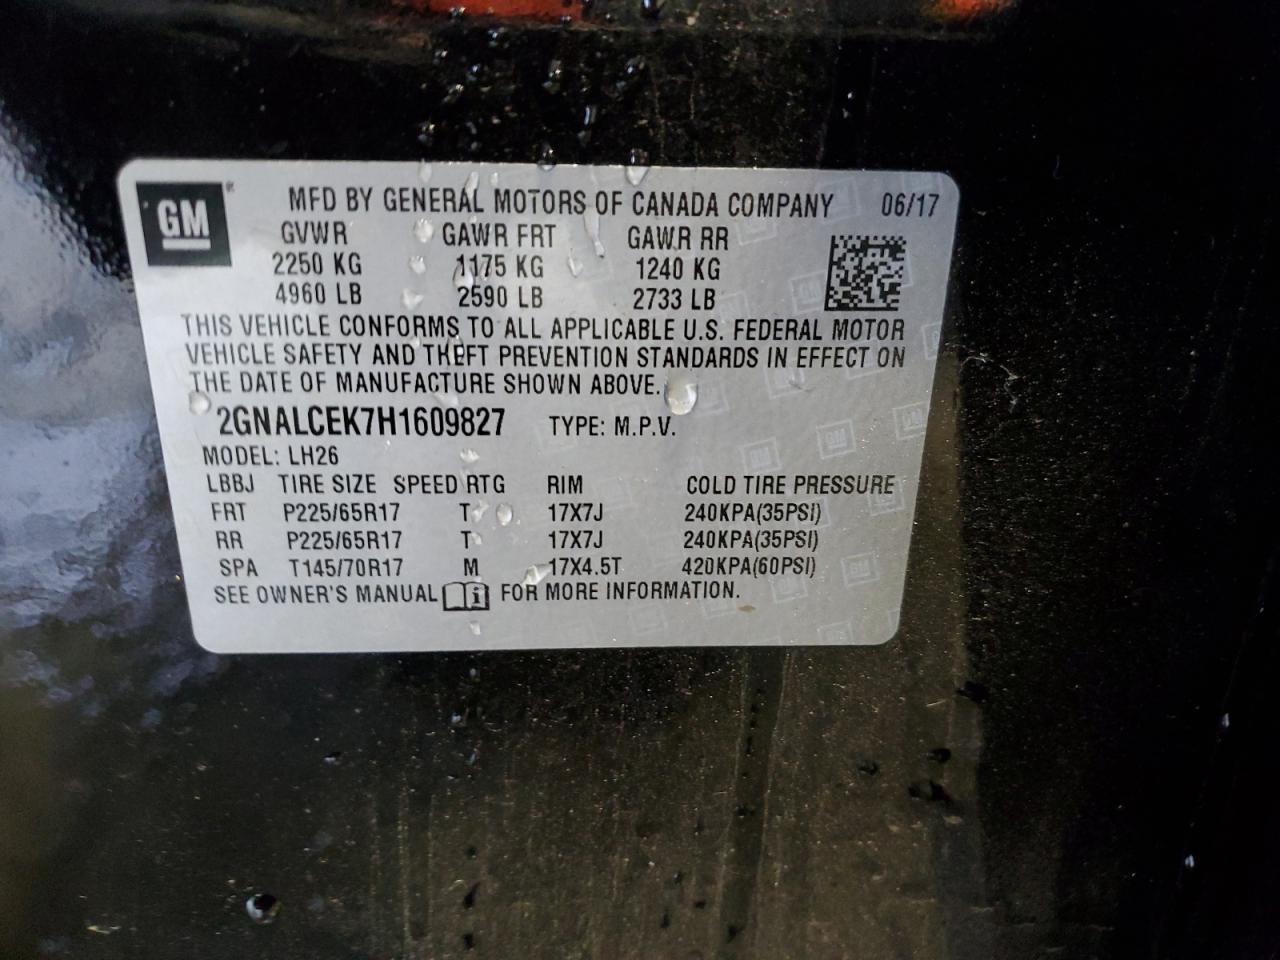 GM® MFD BY GENERAL MOTORS OF CANADA COMPANY 06/17
GVWR GAWR FRT GAWR RR
2250 KG 1175 KG 1240 KG
4960 LB 2590 LB 2733 LB
THIS VEHICLE CONFORMS TO ALL APPLICABLE U.S. FEDERAL MOTOR
VEHICLE SAFETY AND THEFT PREVENTION STANDARDS IN EFFECT ON
THE DATE OF MANUFACTURE SHOWN ABOVE.
2GNALCEK7H1609827 TYPE: M.P.V.
MODEL: LH26
LBBJ TIRE SIZE SPEED RTG RIM COLD TIRE PRESSURE
FRT P225/65R17 T 17X7J 240KPA(35PSI)
RR P225/65R17 T 17X7J 240KPA(35PSI)
SPA T145/70R17 M 17X4.5T 420KPA(60PSI)
SEE OWNER'S MANUAL FOR MORE INFORMATION.